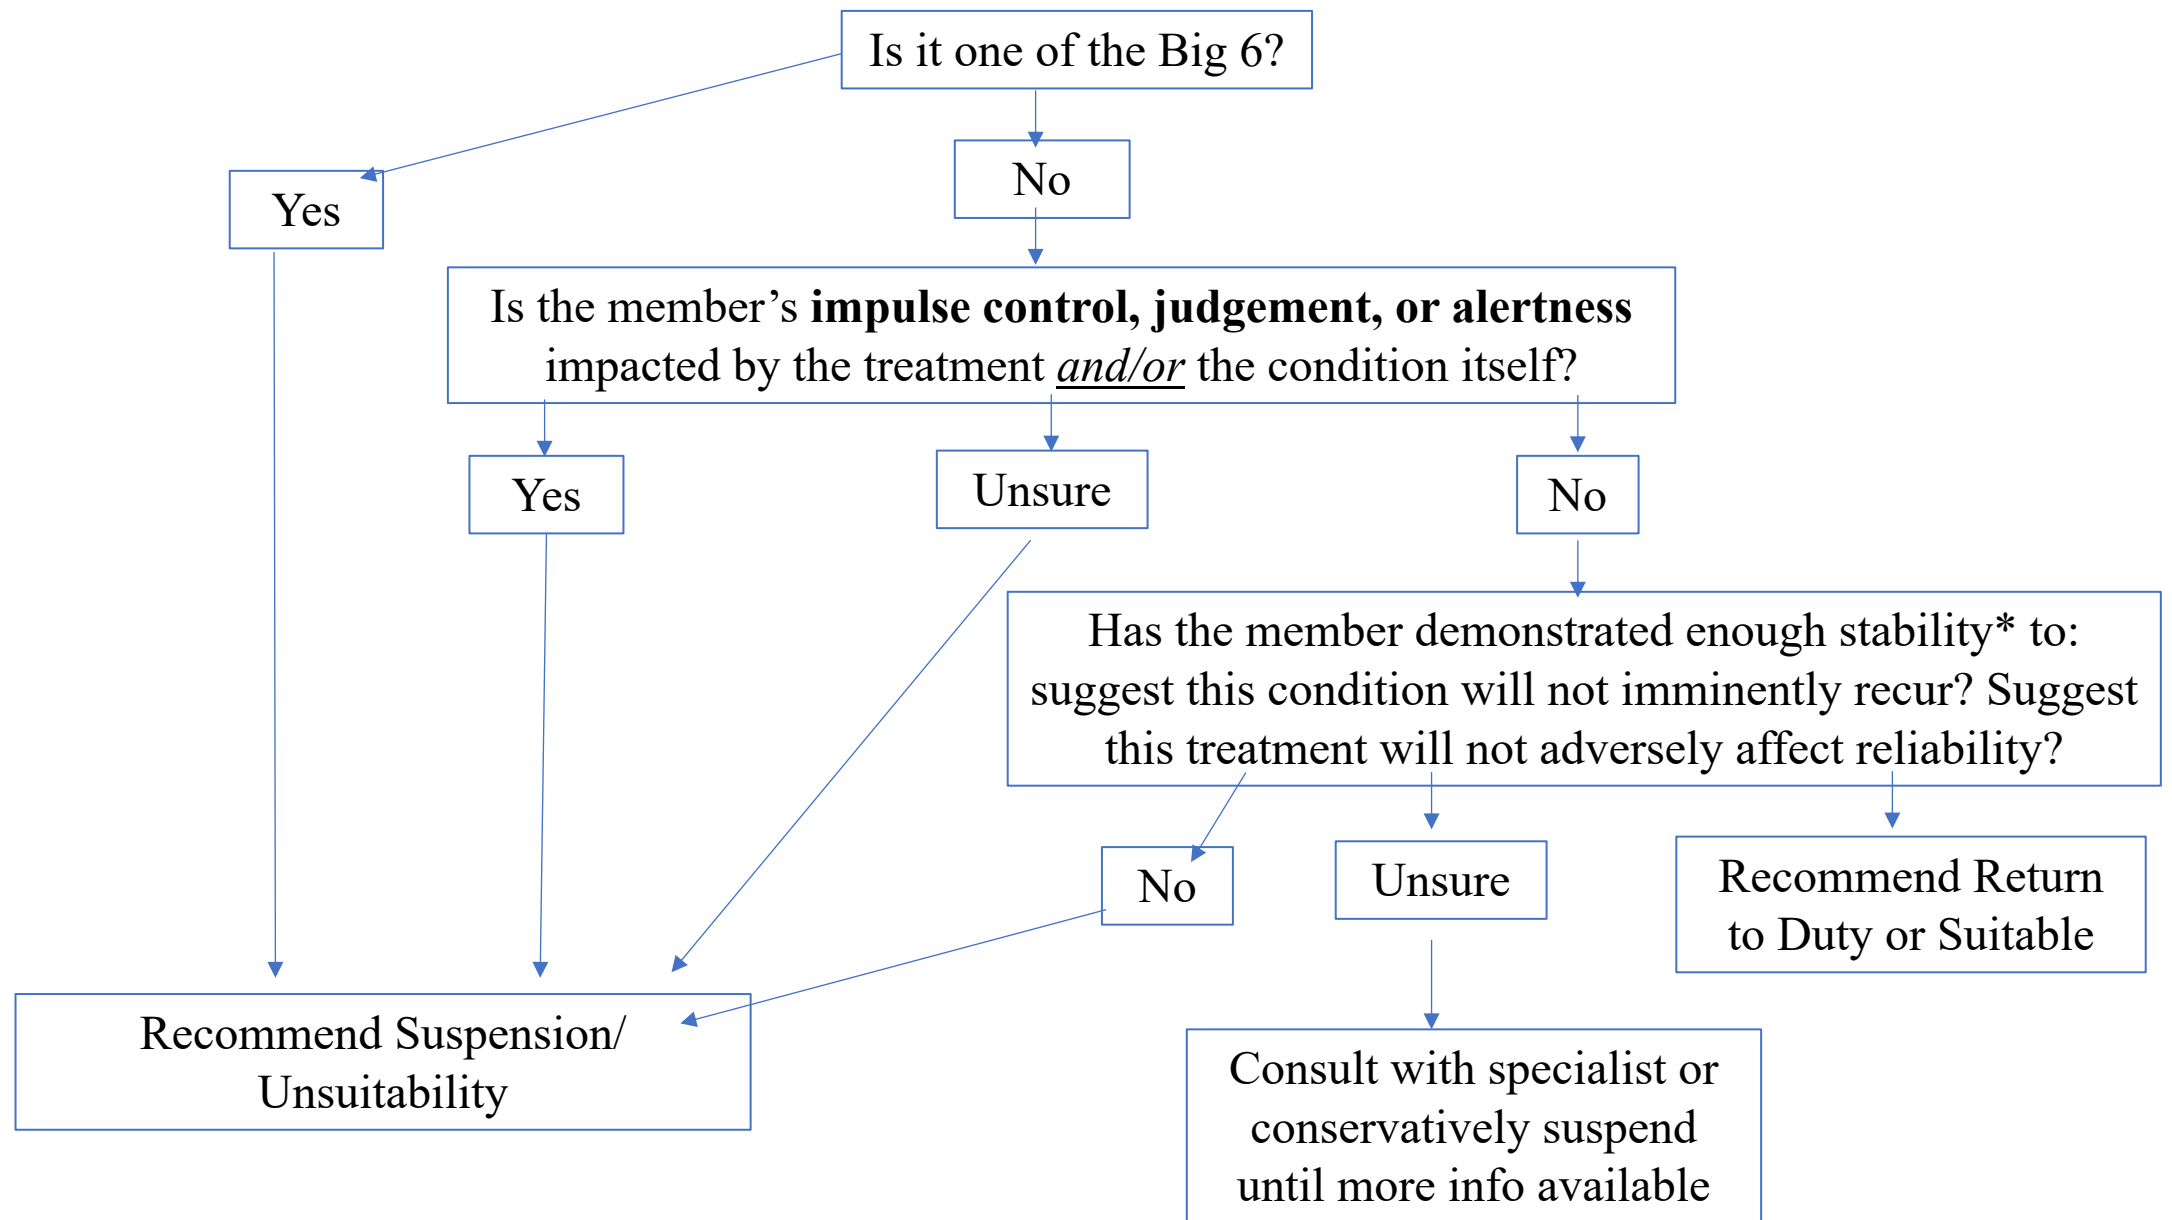 Is it one of the Big 6?
No
Yes
Is the member’s impulse control, judgement, or alertness
impacted by the treatment and/or the condition itself?
Yes
Unsure
No
Has the member demonstrated enough stability* to:
suggest this condition will not imminently recur? Suggest
this treatment will not adversely affect reliability?
No
Unsure
Recommend Return
to Duty or Suitable
Recommend Suspension/
Unsuitability
Consult with specialist or
conservatively suspend
until more info available